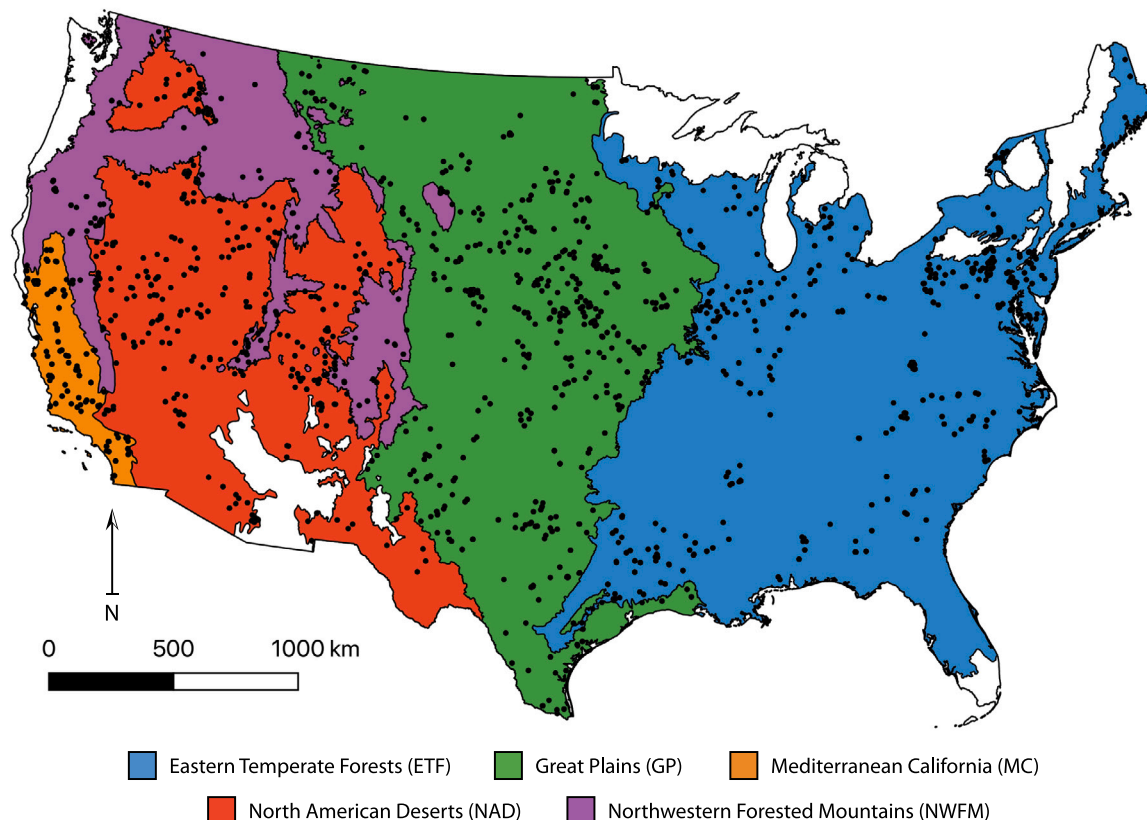 N
0 500 1000 km
Eastern Temperate Forests (ETF) Great Plains (GP) Mediterranean California (MC)
North American Deserts (NAD) Northwestern Forested Mountains (NWFM)